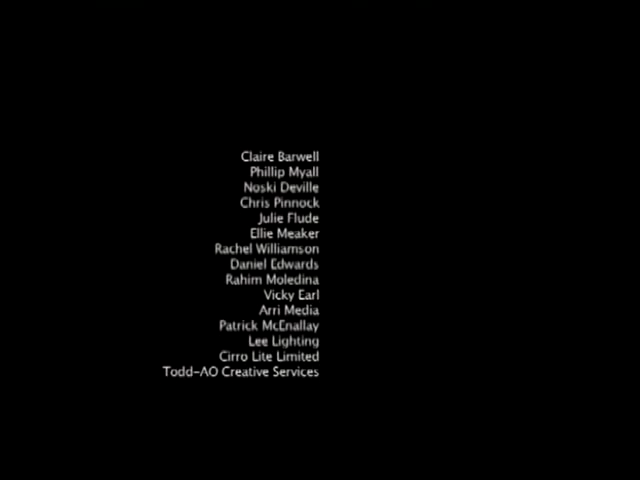 Claire Barwell
Phillip Myall
Noski Deville
Chris Pinnock
Julie Flude
Ellie Meaker
Rachel Williamson
Daniel Edwards
Rahim Moledina
Vicky Earl
Arri Media
Patrick McEnallay
Lee Lighting
Cirro Lite Limited
Todd-AO Creative Services